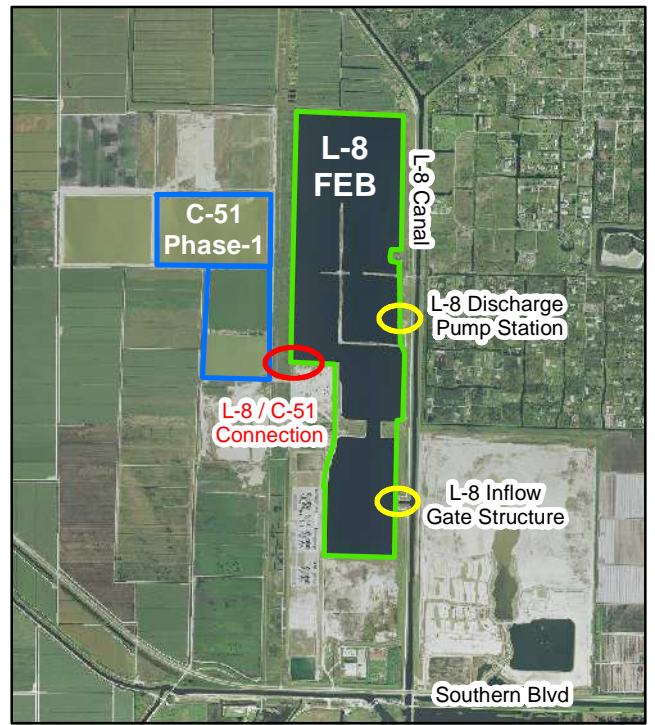 L-8
FEB
L-8 Canal
C-51
Phase-1
L-8 Discharge
Pump Station
L-8 / C-51
Connection
L-8 Inflow
Gate Structure
Southern Blvd